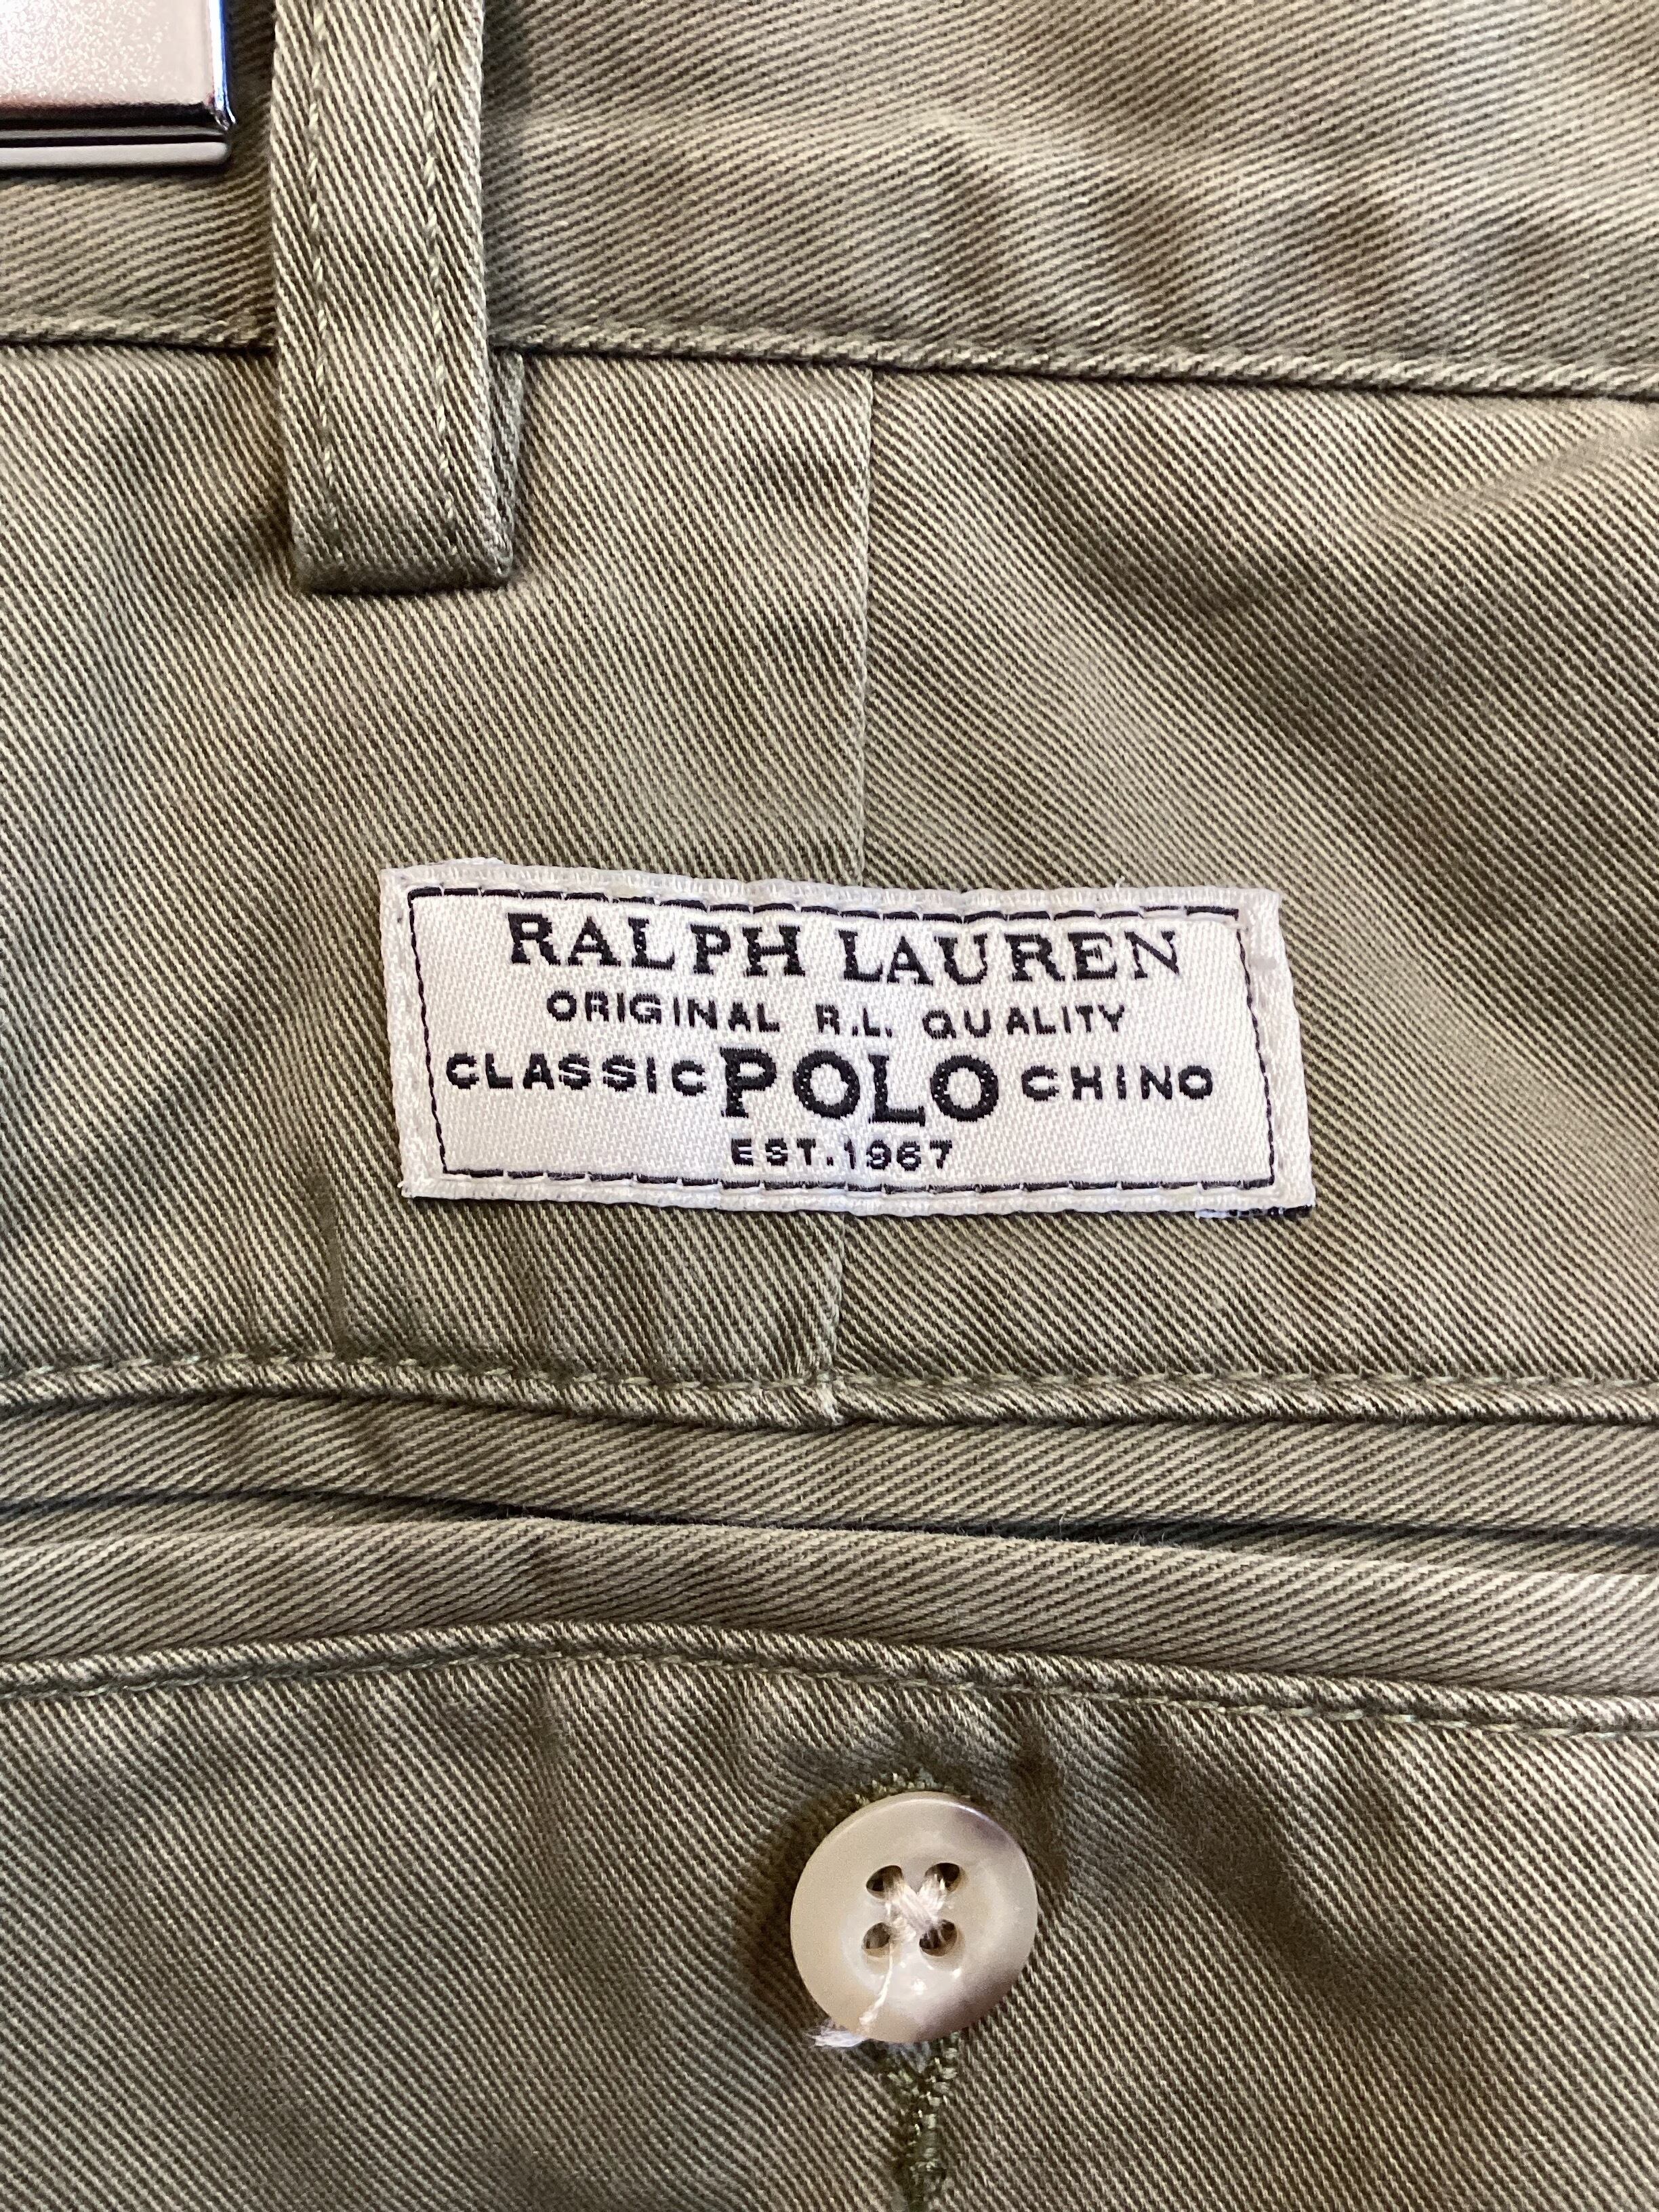 RALPH LAUREN
ORIGINAL R.L. QUALITY
CLASSIC POLO CHINO
EST.1967